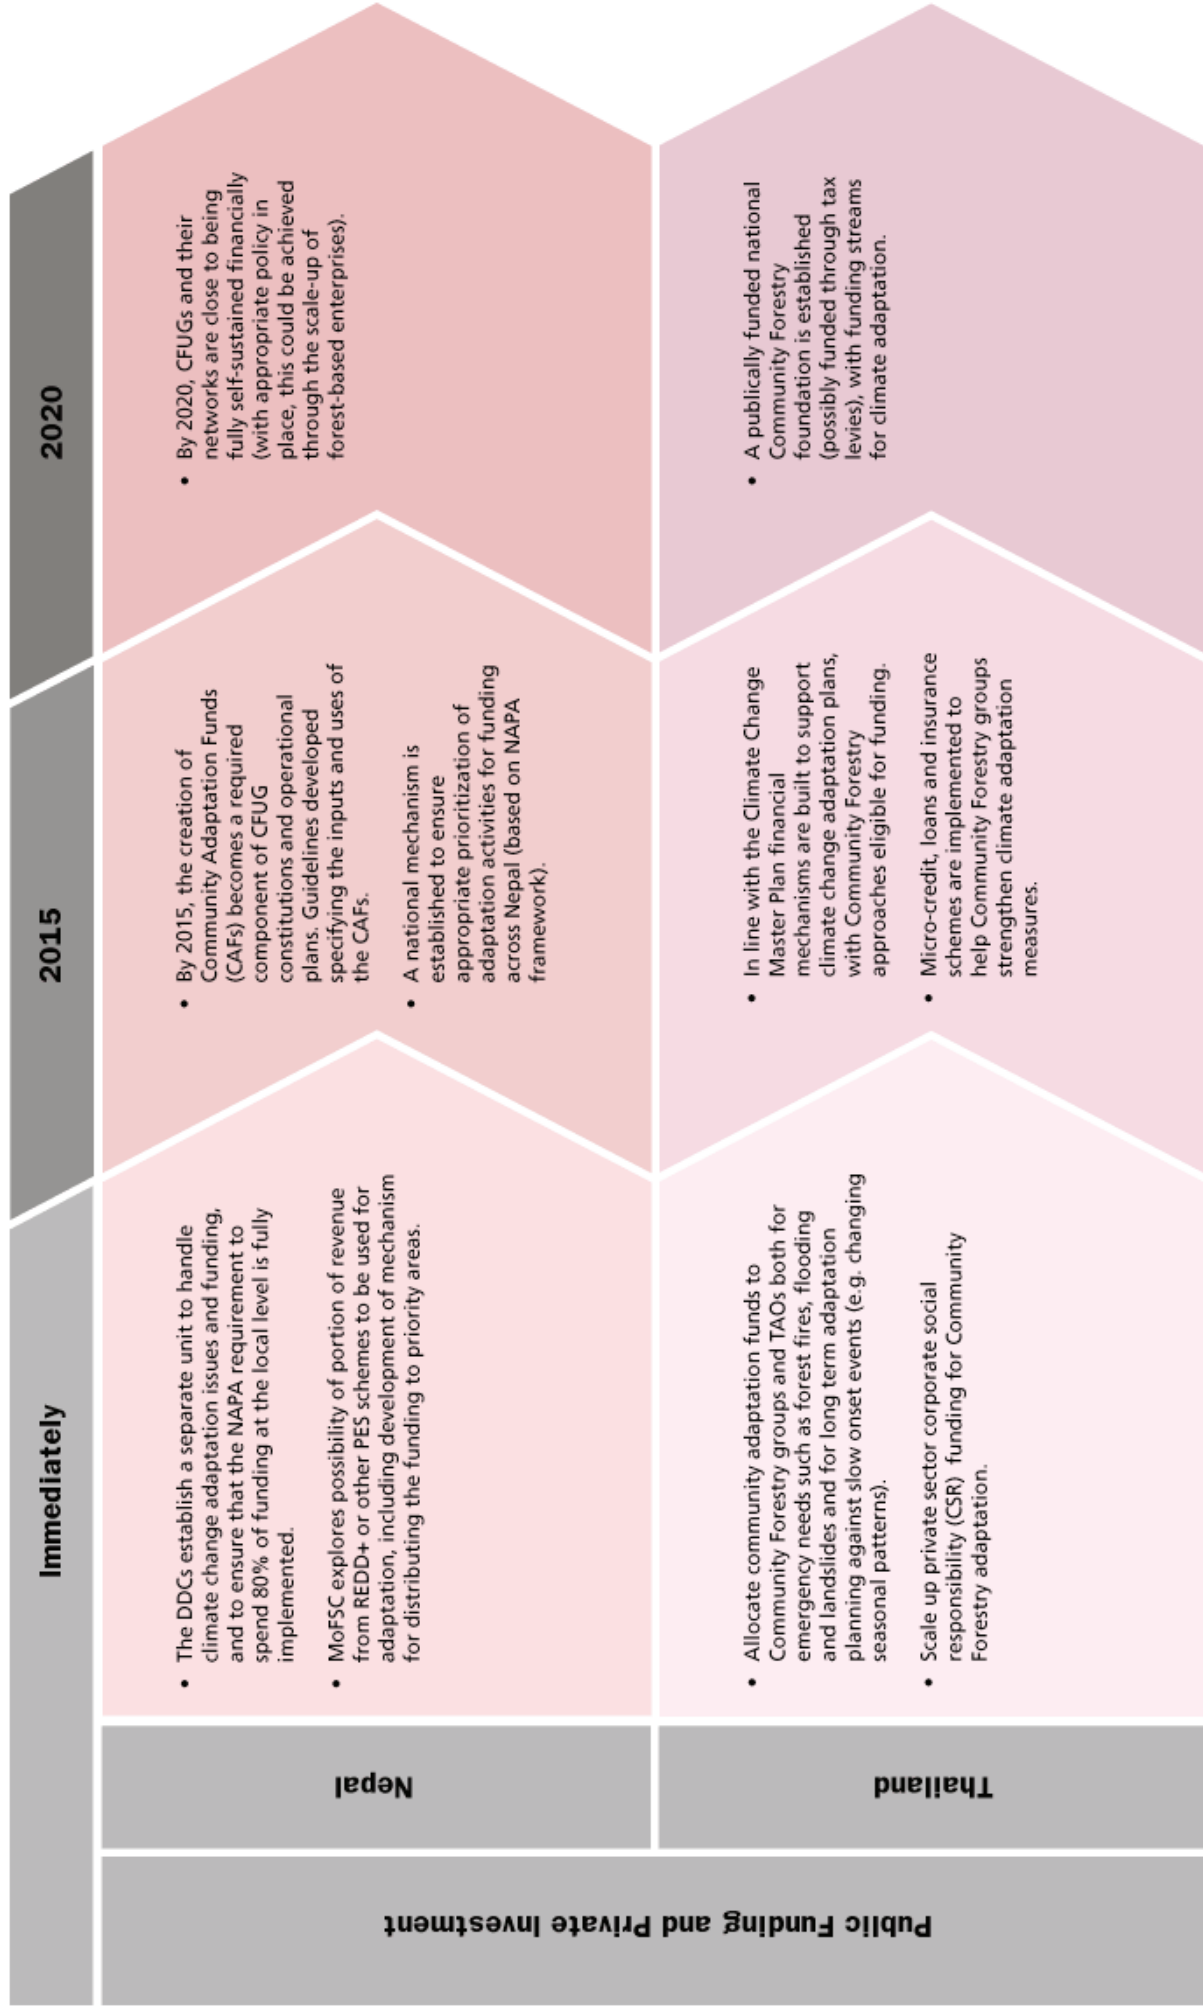 Immediately
2015
2020
Public Funding and Private Investment
Nepal
• The DDCs establish a separate unit to handle
climate change adaptation issues and funding,
and to ensure that the NAPA requirement to
spend 80% of funding at the local level is fully
implemented.
• MoFSC explores possibility of portion of revenue
from REDD+ or other PES schemes to be used for
adaptation, including development of mechanism
for distributing the funding to priority areas.
• By 2015, the creation of
Community Adaptation Funds
(CAFs) becomes a required
component of CFUG
constitutions and operational
plans. Guidelines developed
specifying the inputs and uses of
the CAFs.
• A national mechanism is
established to ensure
appropriate prioritization of
adaptation activities for funding
across Nepal (based on NAPA
framework).
• By 2020, CFUGs and their
networks are close to being
fully self-sustained financially
(with appropriate policy in
place, this could be achieved
through the scale-up of
forest-based enterprises).
Thailand
• Allocate community adaptation funds to
Community Forestry groups and TAOs both for
emergency needs such as forest fires, flooding
and landslides and for long term adaptation
planning against slow onset events (e.g. changing
seasonal patterns).
• Scale up private sector corporate social
responsibility (CSR) funding for Community
Forestry adaptation.
• In line with the Climate Change
Master Plan financial
mechanisms are built to support
climate change adaptation plans,
with Community Forestry
approaches eligible for funding.
• Micro-credit, loans and insurance
schemes are implemented to
help Community Forestry groups
strengthen climate adaptation
measures.
• A publically funded national
Community Forestry
foundation is established
(possibly funded through tax
levies), with funding streams
for climate adaptation.